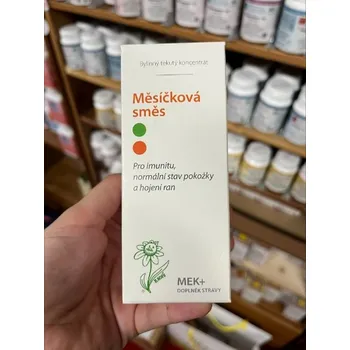 Bylinný tekutý koncentrát
Měsíčková
směs
Pro imunitu,
normální stav pokožky
a hojení ran
MEK+
DOPLNĚK STRAVY